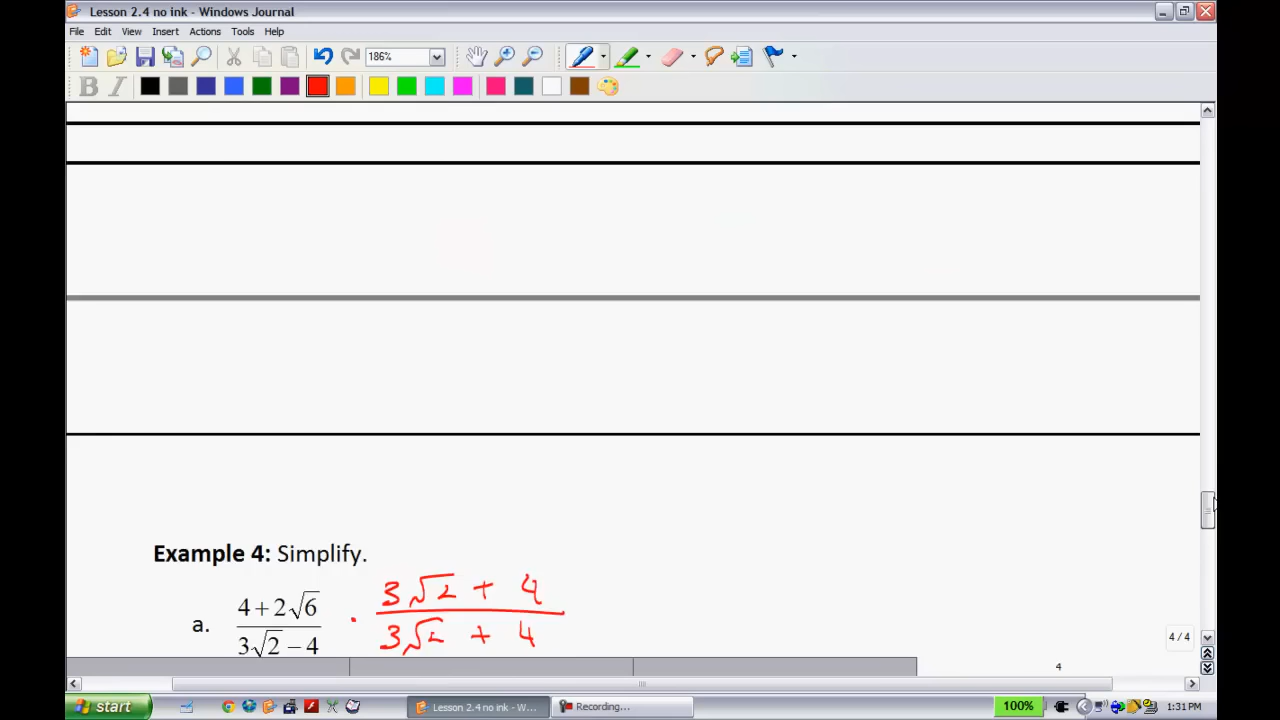 Lesson 2.4 no ink - Windows Journal
File Edit View Insert Actions Tools Help
186%
B I
Example 4: Simplify.
a. (4 + 2√6)/(3√2 − 4) · (3√2 + 4)/(3√2 + 4)
4/4
4
start
Lesson 2.4 no ink - W...
Recording...
100%
1:31 PM